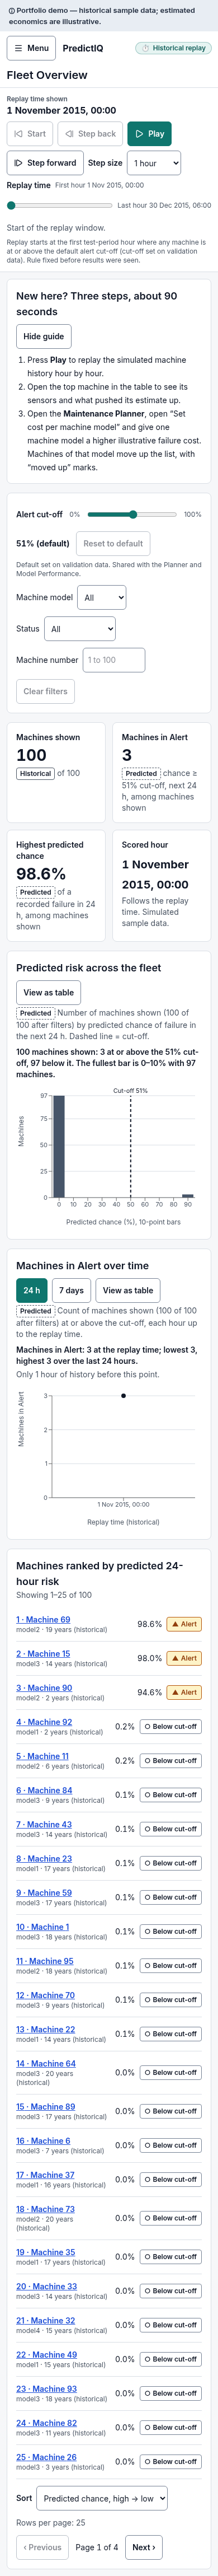 Portfolio demo — historical sensor data; estimated
economics are illustrative.
Menu PredictIQ Historical replay
Fleet Overview
Replay time shown
1 November 2015, 00:00
Start Step back Play
Step forward Step size 1 hour
Replay time First hour 1 Nov 2015, 00:00
Last hour 30 Dec 2015, 06:00
Start of the replay window.
Replay starts at the first test-period hour where any machine is
at or above the default alert cut-off (cut-off set on validation
data). Rule fixed before results were seen.
New here? Three steps, about 90
seconds
Hide guide
1. Press Play to replay the simulated machine
history hour by hour.
2. Open the top machine in the table to see its
sensors and what pushed its estimate up.
3. Open the Maintenance Planner, open “Set
cost per machine model” and give one
machine model a higher illustrative failure cost.
Machines of that model move up the list, with
“moved up” marks.
Alert cut-off 0% 100%
51% (default) Reset to default
Default set on validation data. Shared with the Planner and
Model Performance.
Machine model All
Status All
Machine number 1 to 100
Clear filters
Machines shown
100
Historical of 100
Machines in Alert
3
Predicted chance ≥
51% cut-off, next 24
h, among machines
shown
Highest predicted
chance
98.6%
Predicted of a
recorded failure in 24
h, among machines
shown
Scored hour
1 November
2015, 00:00
Follows the replay
time. Simulated
sample data.
Predicted risk across the fleet
View as table
Predicted Number of machines shown (100 of
100 after filters) by predicted chance of failure in
the next 24 h. Dashed line = cut-off.
100 machines shown: 3 at or above the 51% cut-
off, 97 below it. The fullest bar is 0–10% with 97
machines.
Cut-off 51%
Machines
97
75
50
25
0
0 10 20 30 40 50 60 70 80 90
Predicted chance (%), 10-point bars
Machines in Alert over time
24 h 7 days View as table
Predicted Count of machines shown (100 of 100
after filters) at or above the cut-off, each hour up
to the replay time.
Machines in Alert: 3 at the replay time; lowest 3,
highest 3 over the last 24 hours.
Only 1 hour of history before this point.
Machines in Alert
3
2
1
0
1 Nov 2015, 00:00
Replay time (historical)
Machines ranked by predicted 24-
hour risk
Showing 1–25 of 100
1 · Machine 69 98.6% Alert
model2 · 19 years (historical)
2 · Machine 15 98.0% Alert
model3 · 14 years (historical)
3 · Machine 90 94.6% Alert
model2 · 2 years (historical)
4 · Machine 92 0.2% Below cut-off
model1 · 2 years (historical)
5 · Machine 11 0.2% Below cut-off
model2 · 6 years (historical)
6 · Machine 84 0.1% Below cut-off
model3 · 9 years (historical)
7 · Machine 43 0.1% Below cut-off
model3 · 14 years (historical)
8 · Machine 23 0.1% Below cut-off
model1 · 17 years (historical)
9 · Machine 59 0.1% Below cut-off
model3 · 17 years (historical)
10 · Machine 1 0.1% Below cut-off
model3 · 18 years (historical)
11 · Machine 95 0.1% Below cut-off
model2 · 18 years (historical)
12 · Machine 70 0.1% Below cut-off
model3 · 9 years (historical)
13 · Machine 22 0.1% Below cut-off
model1 · 14 years (historical)
14 · Machine 64 0.0% Below cut-off
model3 · 20 years
(historical)
15 · Machine 89 0.0% Below cut-off
model3 · 17 years (historical)
16 · Machine 6 0.0% Below cut-off
model3 · 7 years (historical)
17 · Machine 37 0.0% Below cut-off
model1 · 16 years (historical)
18 · Machine 73 0.0% Below cut-off
model2 · 20 years
(historical)
19 · Machine 35 0.0% Below cut-off
model1 · 17 years (historical)
20 · Machine 33 0.0% Below cut-off
model3 · 14 years (historical)
21 · Machine 32 0.0% Below cut-off
model4 · 15 years (historical)
22 · Machine 49 0.0% Below cut-off
model1 · 15 years (historical)
23 · Machine 93 0.0% Below cut-off
model3 · 18 years (historical)
24 · Machine 82 0.0% Below cut-off
model3 · 11 years (historical)
25 · Machine 26 0.0% Below cut-off
model3 · 3 years (historical)
Sort Predicted chance, high → low
Rows per page: 25
‹ Previous Page 1 of 4 Next ›